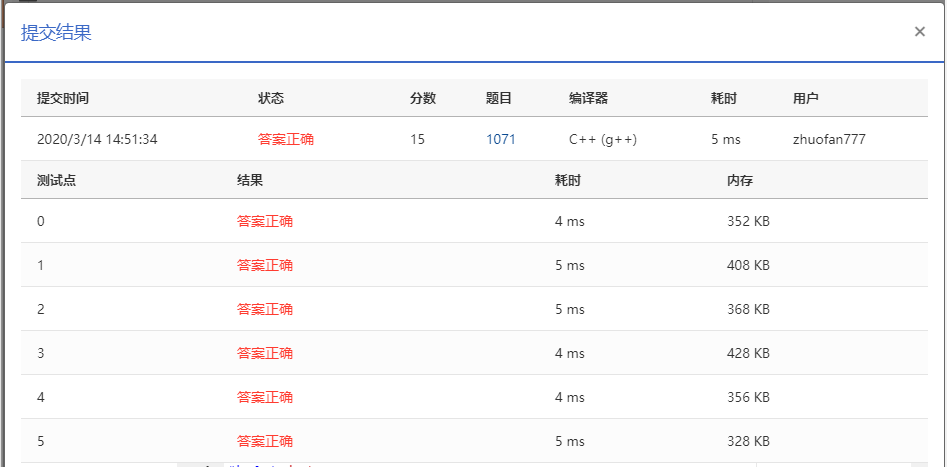 提交结果 ×
提交时间 状态 分数 题目 编译器 耗时 用户
2020/3/14 14:51:34 答案正确 15 1071 C++ (g++) 5 ms zhuofan777
测试点 结果 耗时 内存
0 答案正确 4 ms 352 KB
1 答案正确 5 ms 408 KB
2 答案正确 5 ms 368 KB
3 答案正确 4 ms 428 KB
4 答案正确 4 ms 356 KB
5 答案正确 5 ms 328 KB